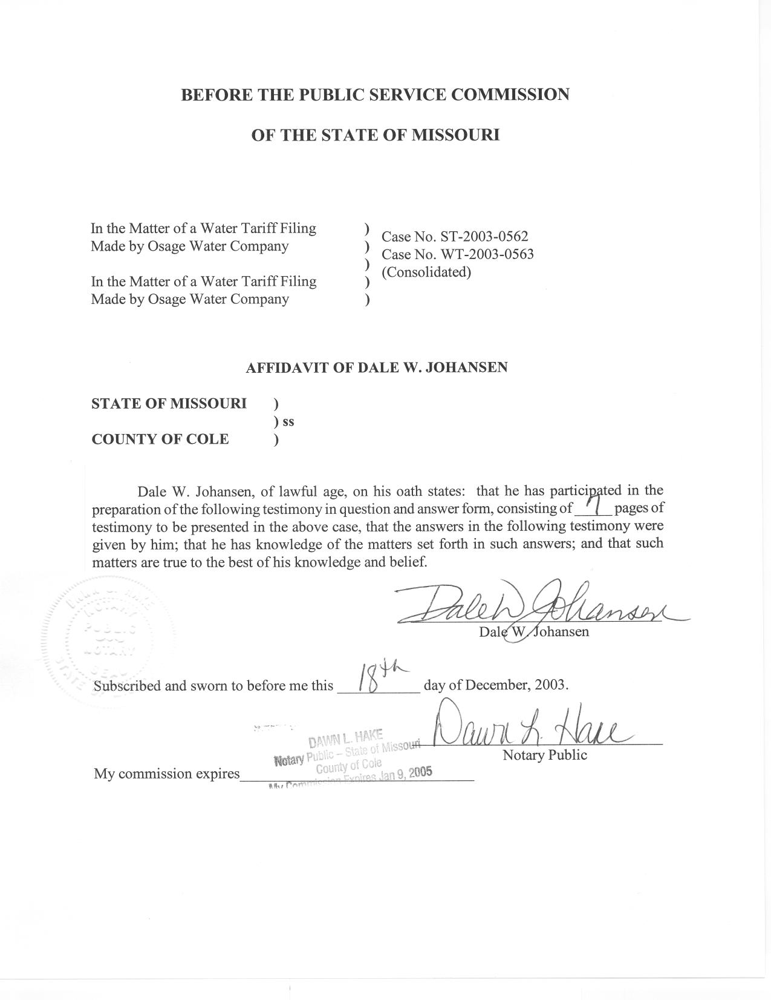 BEFORE THE PUBLIC SERVICE COMMISSION
OF THE STATE OF MISSOURI
In the Matter of a Water Tariff Filing )
Made by Osage Water Company ) Case No. ST-2003-0562
) Case No. WT-2003-0563
In the Matter of a Water Tariff Filing ) (Consolidated)
Made by Osage Water Company )
AFFIDAVIT OF DALE W. JOHANSEN
STATE OF MISSOURI )
) ss
COUNTY OF COLE )
Dale W. Johansen, of lawful age, on his oath states: that he has participated in the
preparation of the following testimony in question and answer form, consisting of 7 pages of
testimony to be presented in the above case, that the answers in the following testimony were
given by him; that he has knowledge of the matters set forth in such answers; and that such
matters are true to the best of his knowledge and belief.
Dale W Johansen
Dale W. Johansen
DAWN L. HAKE
NOTARY
PUBLIC
NOTARY
SEAL
STATE OF
Subscribed and sworn to before me this 18th day of December, 2003.
Dawn L. Hake
Notary Public
DAWN L. HAKE
Notary Public – State of Missouri
County of Cole
My Commission Expires Jan 9, 2005
My commission expires